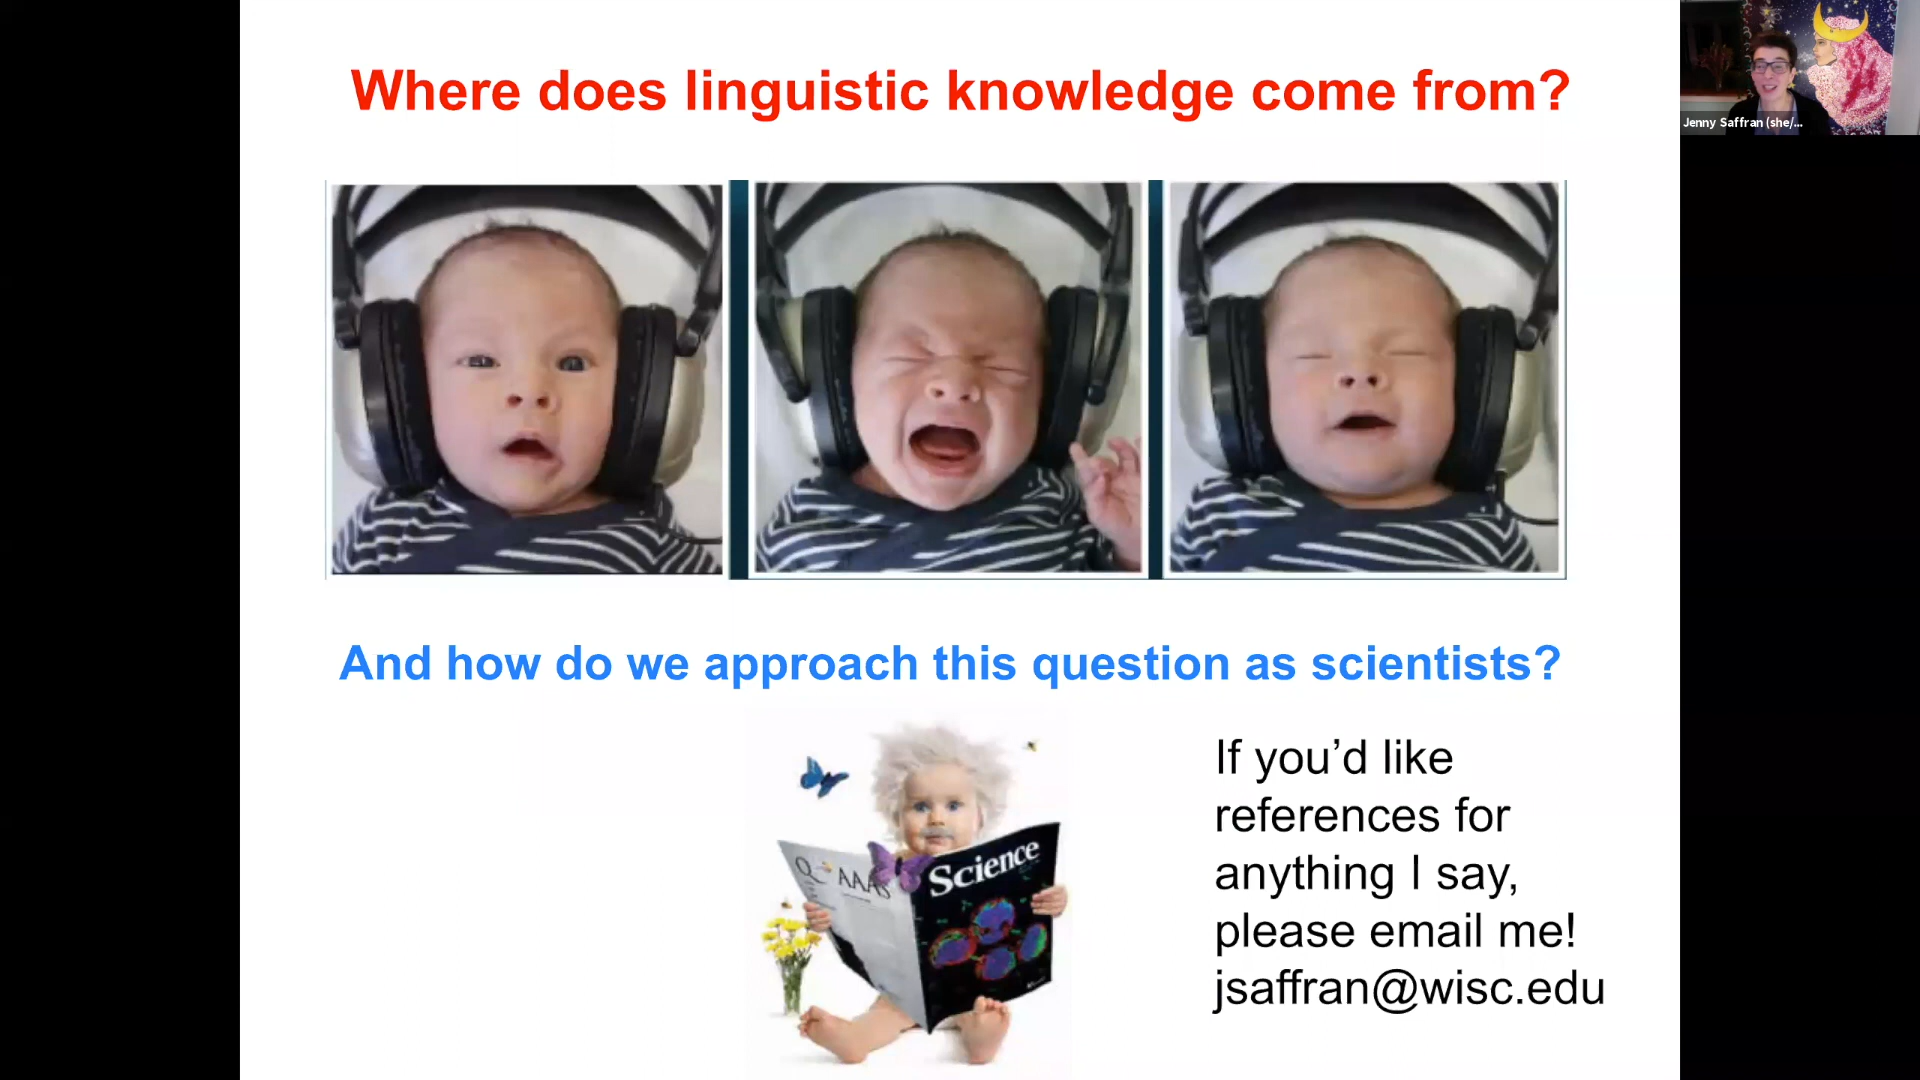 Where does linguistic knowledge come from?
Jenny Saffran (she/...
And how do we approach this question as scientists?
If you’d like
references for
anything I say,
please email me!
jsaffran@wisc.edu
AAAS
Science